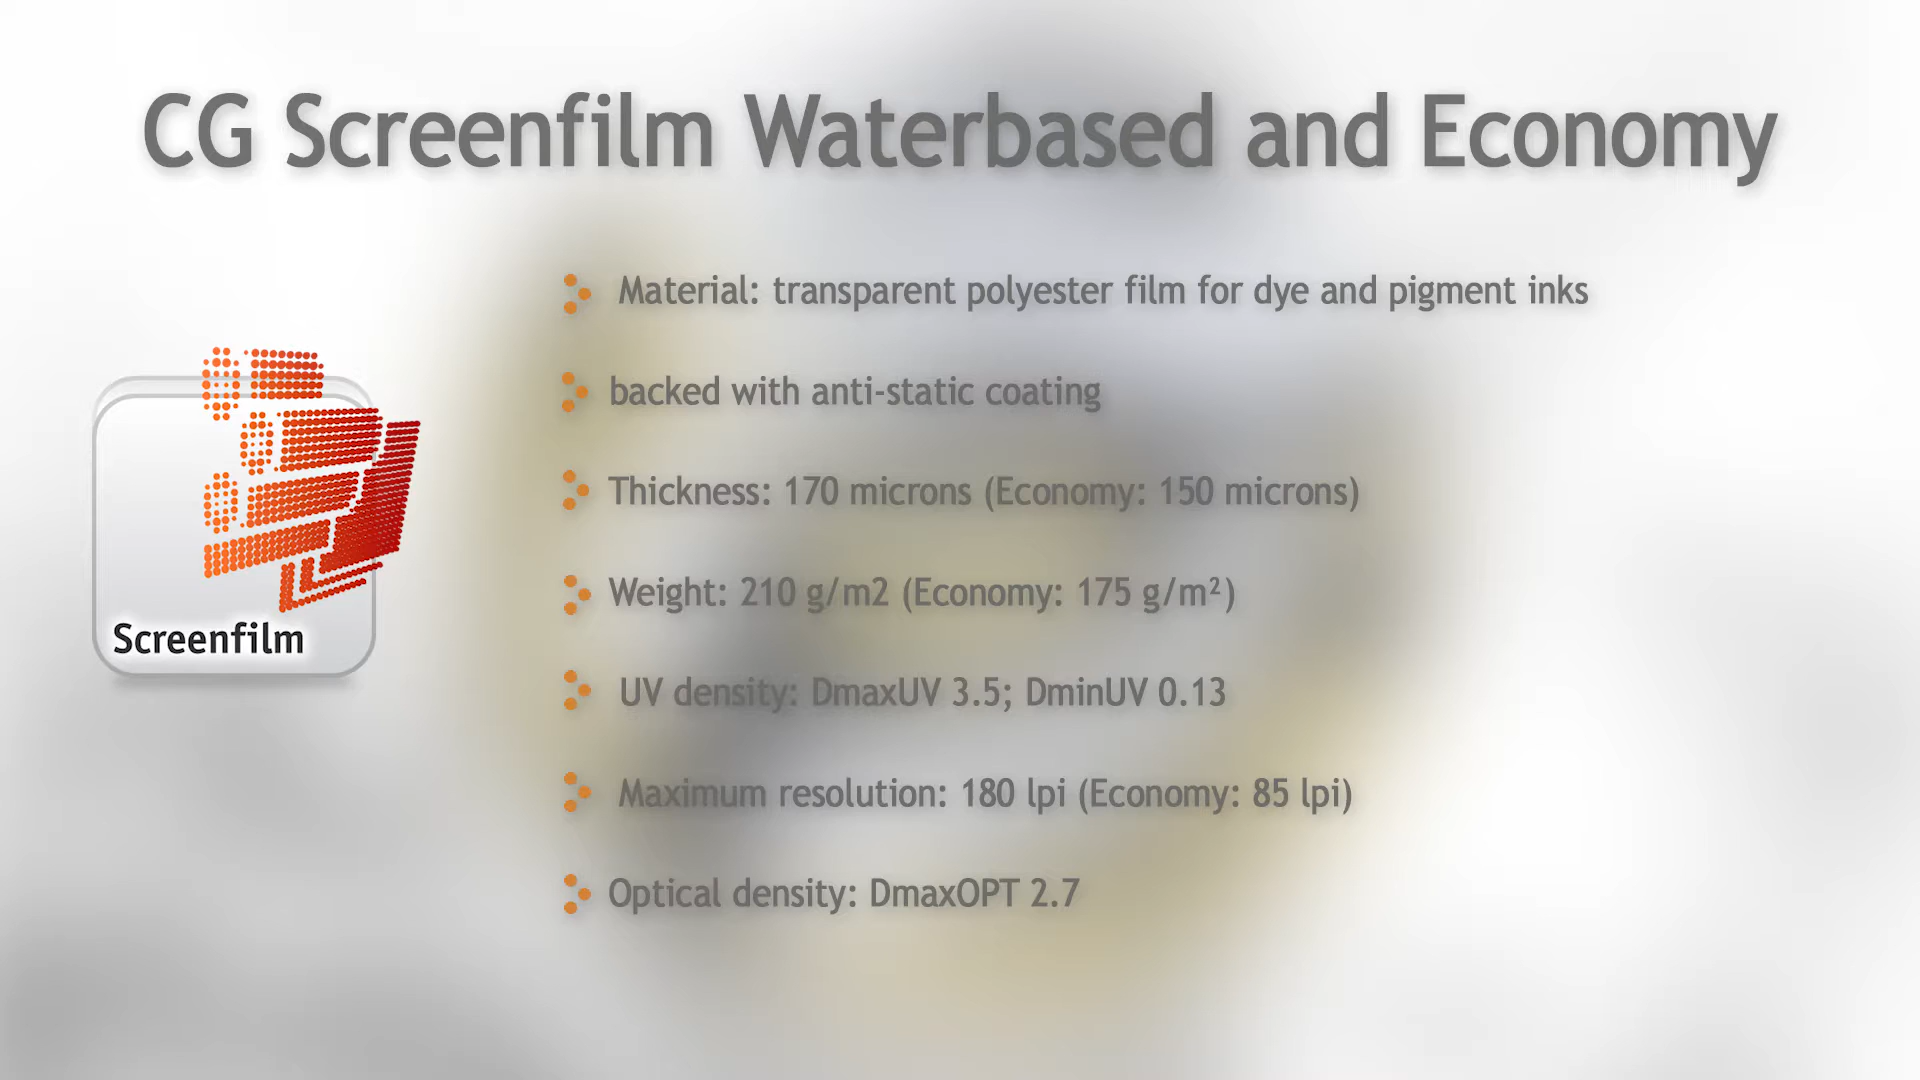 CG Screenfilm Waterbased and Economy
Material: transparent polyester film for dye and pigment inks
backed with anti-static coating
Thickness: 170 microns (Economy: 150 microns)
Weight: 210 g/m2 (Economy: 175 g/m²)
UV density: DmaxUV 3.5; DminUV 0.13
Maximum resolution: 180 lpi (Economy: 85 lpi)
Optical density: DmaxOPT 2.7
Screenfilm